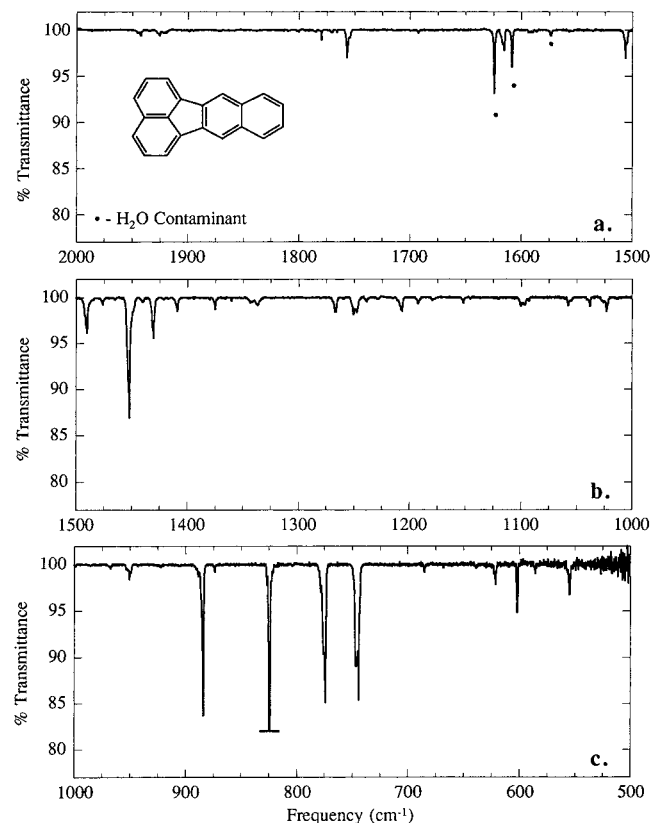 100
95
90
85
80
% Transmittance
• - H₂O Contaminant
a.
2000 1900 1800 1700 1600 1500
100
95
90
85
80
% Transmittance
b.
1500 1400 1300 1200 1100 1000
100
95
90
85
80
% Transmittance
c.
1000 900 800 700 600 500
Frequency (cm⁻¹)